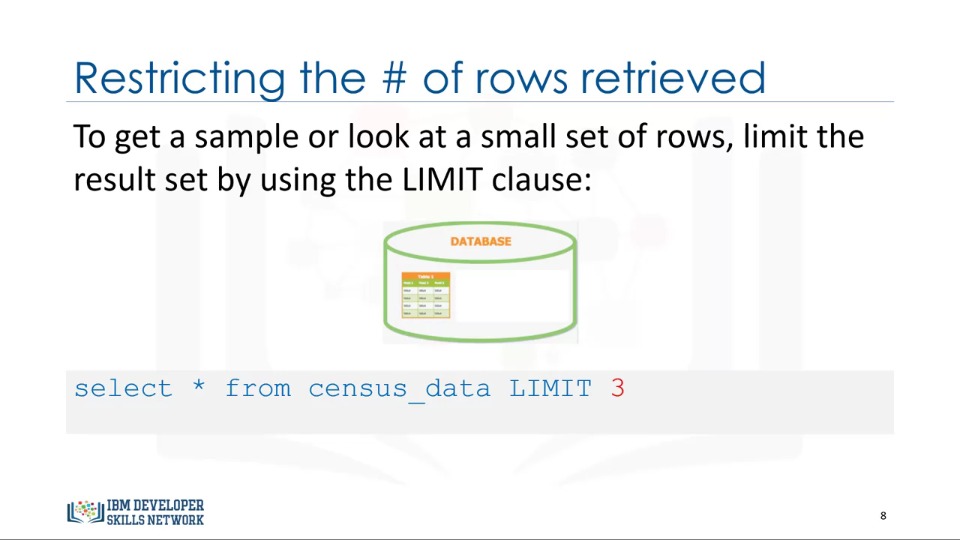 Restricting the # of rows retrieved
To get a sample or look at a small set of rows, limit the
result set by using the LIMIT clause:
DATABASE
select * from census_data LIMIT 3
IBM DEVELOPER
SKILLS NETWORK
8